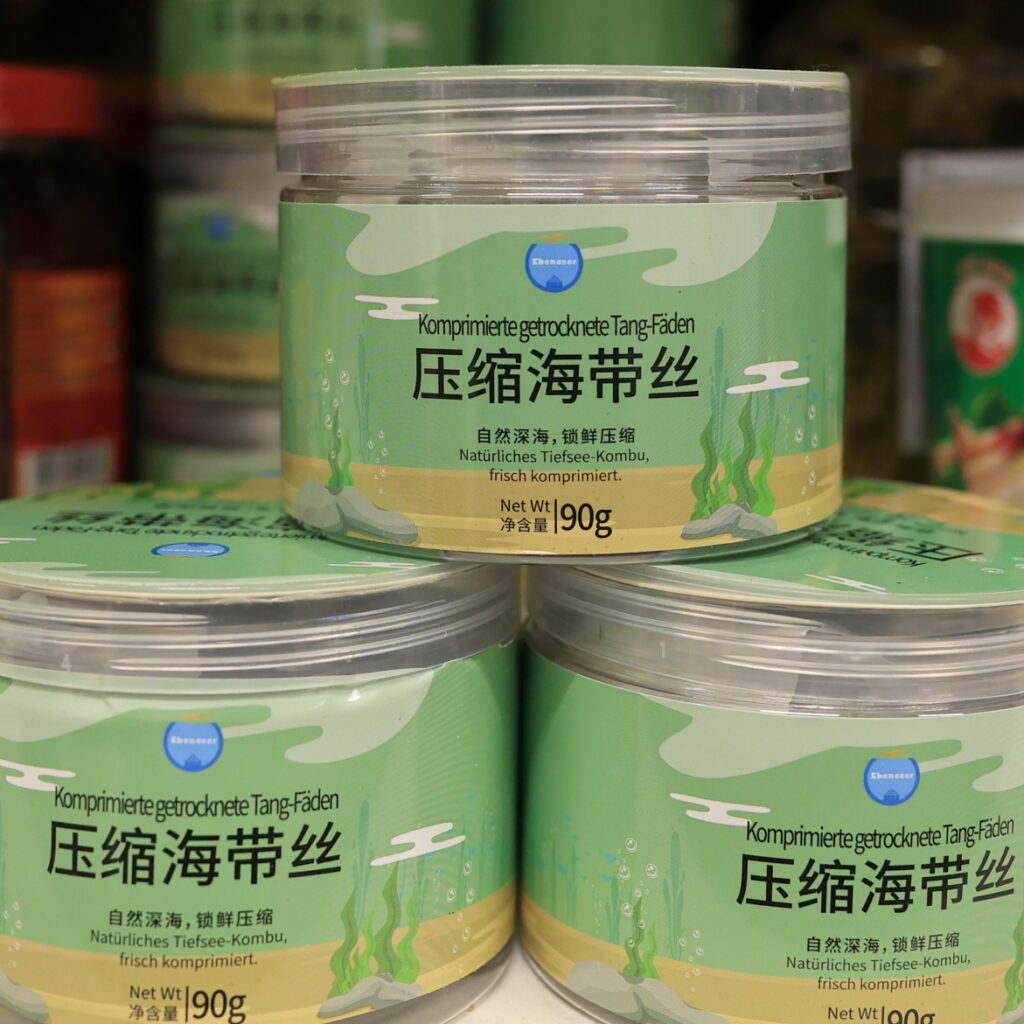 Ebenezer
Komprimierte getrocknete Tang-Fäden
压缩海带丝
自然深海，锁鲜压缩
Natürliches Tiefsee-Kombu,
frisch komprimiert.
Net Wt
净含量
90g
Ebenezer
Komprimierte getrocknete Tang-Fäden
压缩海带丝
自然深海，锁鲜压缩
Natürliches Tiefsee-Kombu,
frisch komprimiert.
Net Wt
净含量
90g
Ebenezer
Komprimierte getrocknete Tang-Fäden
压缩海带丝
自然深海，锁鲜压缩
Natürliches Tiefsee-Kombu,
frisch komprimiert.
Net Wt
90g